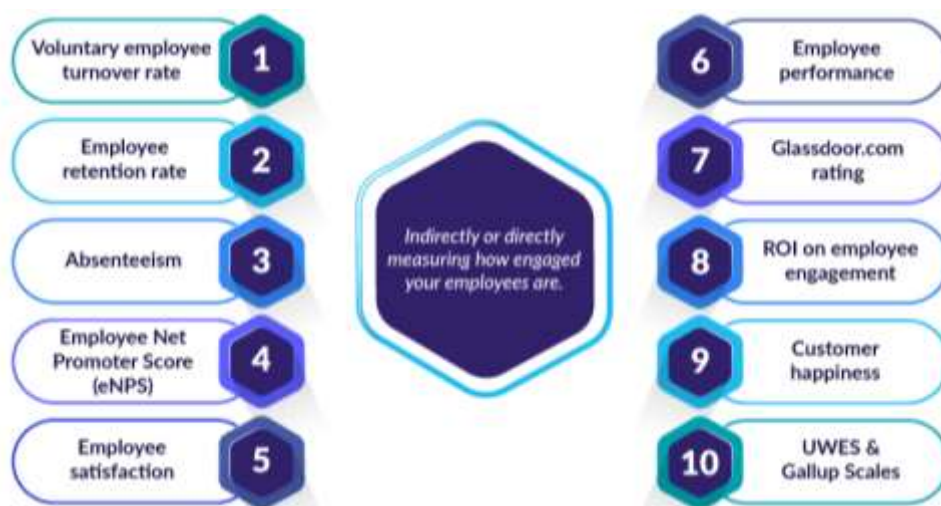 1
Voluntary employee
turnover rate
2
Employee
retention rate
3
Absenteeism
4
Employee Net
Promoter Score
(eNPS)
5
Employee
satisfaction
Indirectly or directly
measuring how engaged
your employees are.
6
Employee
performance
7
Glassdoor.com
rating
8
ROI on employee
engagement
9
Customer
happiness
10
UWES &
Gallup Scales